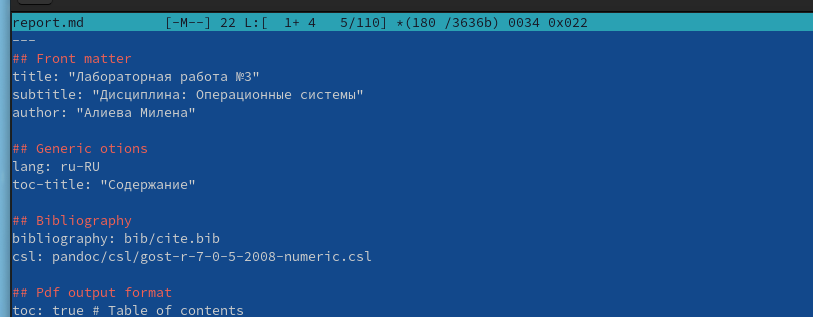 report.md [-M--] 22 L:[ 1+ 4 5/110] *(180 /3636b) 0034 0x022
---
## Front matter
title: "Лабораторная работа №3"
subtitle: "Дисциплина: Операционные системы"
author: "Алиева Милена"
## Generic otions
lang: ru-RU
toc-title: "Содержание"
## Bibliography
bibliography: bib/cite.bib
csl: pandoc/csl/gost-r-7-0-5-2008-numeric.csl
## Pdf output format
toc: true # Table of contents